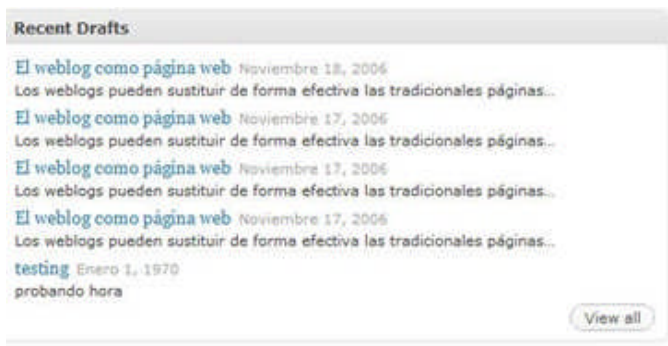 Recent Drafts
El weblog como página web Noviembre 18, 2006
Los weblogs pueden sustituir de forma efectiva las tradicionales páginas...
El weblog como página web Noviembre 17, 2006
Los weblogs pueden sustituir de forma efectiva las tradicionales páginas...
El weblog como página web Noviembre 17, 2006
Los weblogs pueden sustituir de forma efectiva las tradicionales páginas...
El weblog como página web Noviembre 17, 2006
Los weblogs pueden sustituir de forma efectiva las tradicionales páginas...
testing Enero 1, 1970
probando hora
View all